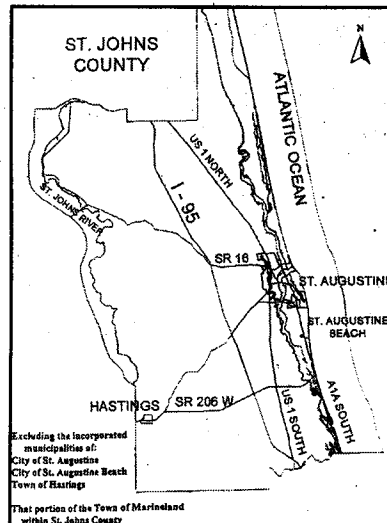 ST. JOHNS
COUNTY
N
ATLANTIC OCEAN
US 1 NORTH
I - 95
ST. JOHNS RIVER
SR 16
ST. AUGUSTINE
ST. AUGUSTINE
BEACH
HASTINGS
SR 206 W
US 1 SOUTH
A1A SOUTH
Excluding the incorporated
municipalities of:
City of St. Augustine
City of St. Augustine Beach
Town of Hastings
That portion of the Town of Marineland
within St. Johns County